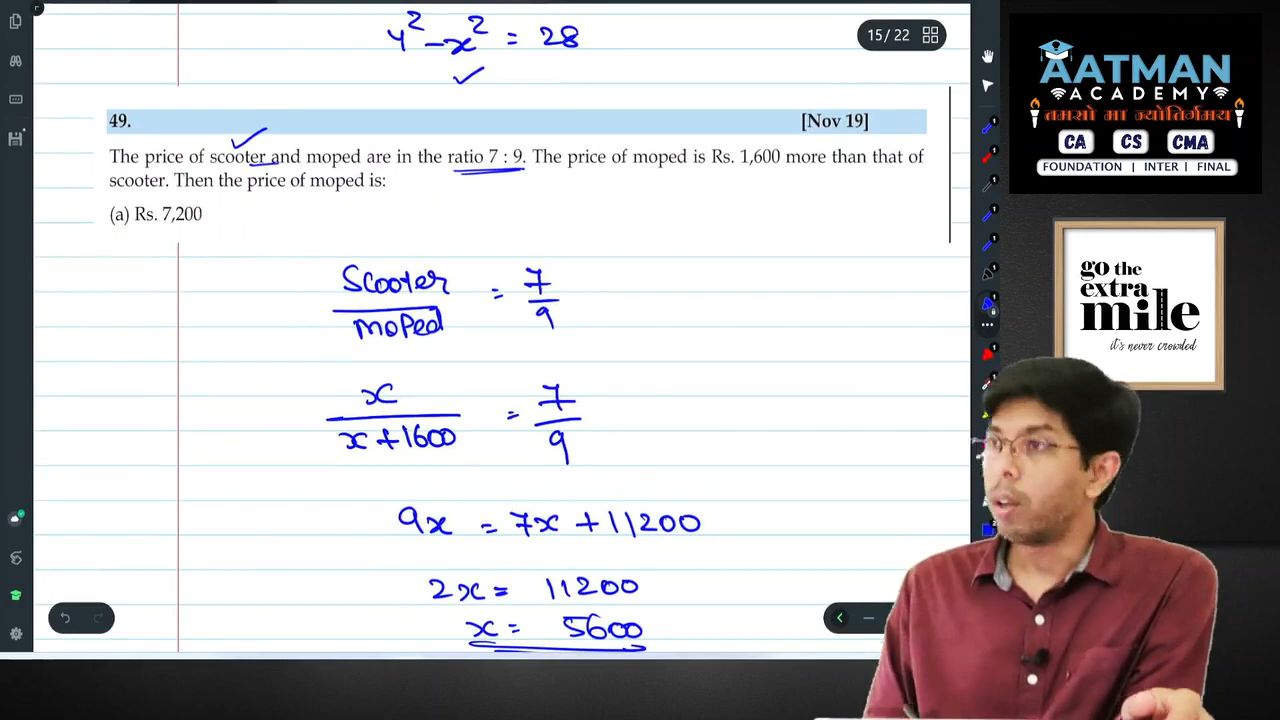 y² - x² = 28
15/22
49. [Nov 19]
The price of scooter and moped are in the ratio 7 : 9. The price of moped is Rs. 1,600 more than that of
scooter. Then the price of moped is:
(a) Rs. 7,200
Scooter / Moped = 7/9
x / x+1600 = 7/9
9x = 7x + 11200
2x = 11200
x = 5600
AATMAN
ACADEMY
तमसो मा ज्योतिर्गमय
CA CS CMA
FOUNDATION | INTER | FINAL
go the
extra
mile
it's never crowded